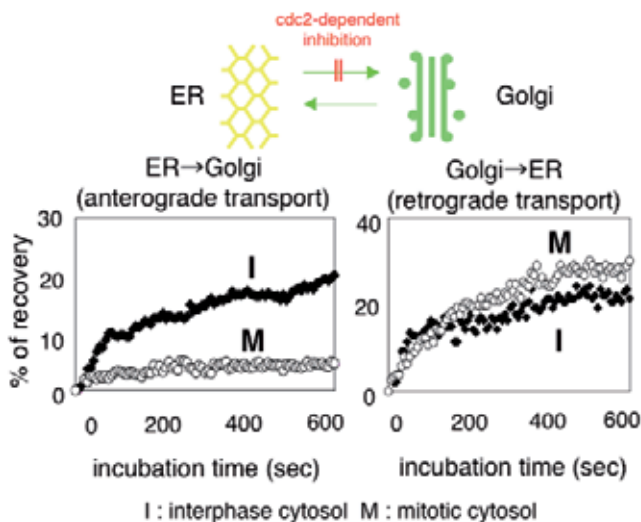 cdc2-dependent
inhibition
ER
Golgi
ER→Golgi
(anterograde transport)
Golgi→ER
(retrograde transport)
% of recovery
30
20
10
0
I
M
0 200 400 600
incubation time (sec)
40
20
0
M
I
0 200 400 600
incubation time (sec)
I : interphase cytosol M : mitotic cytosol